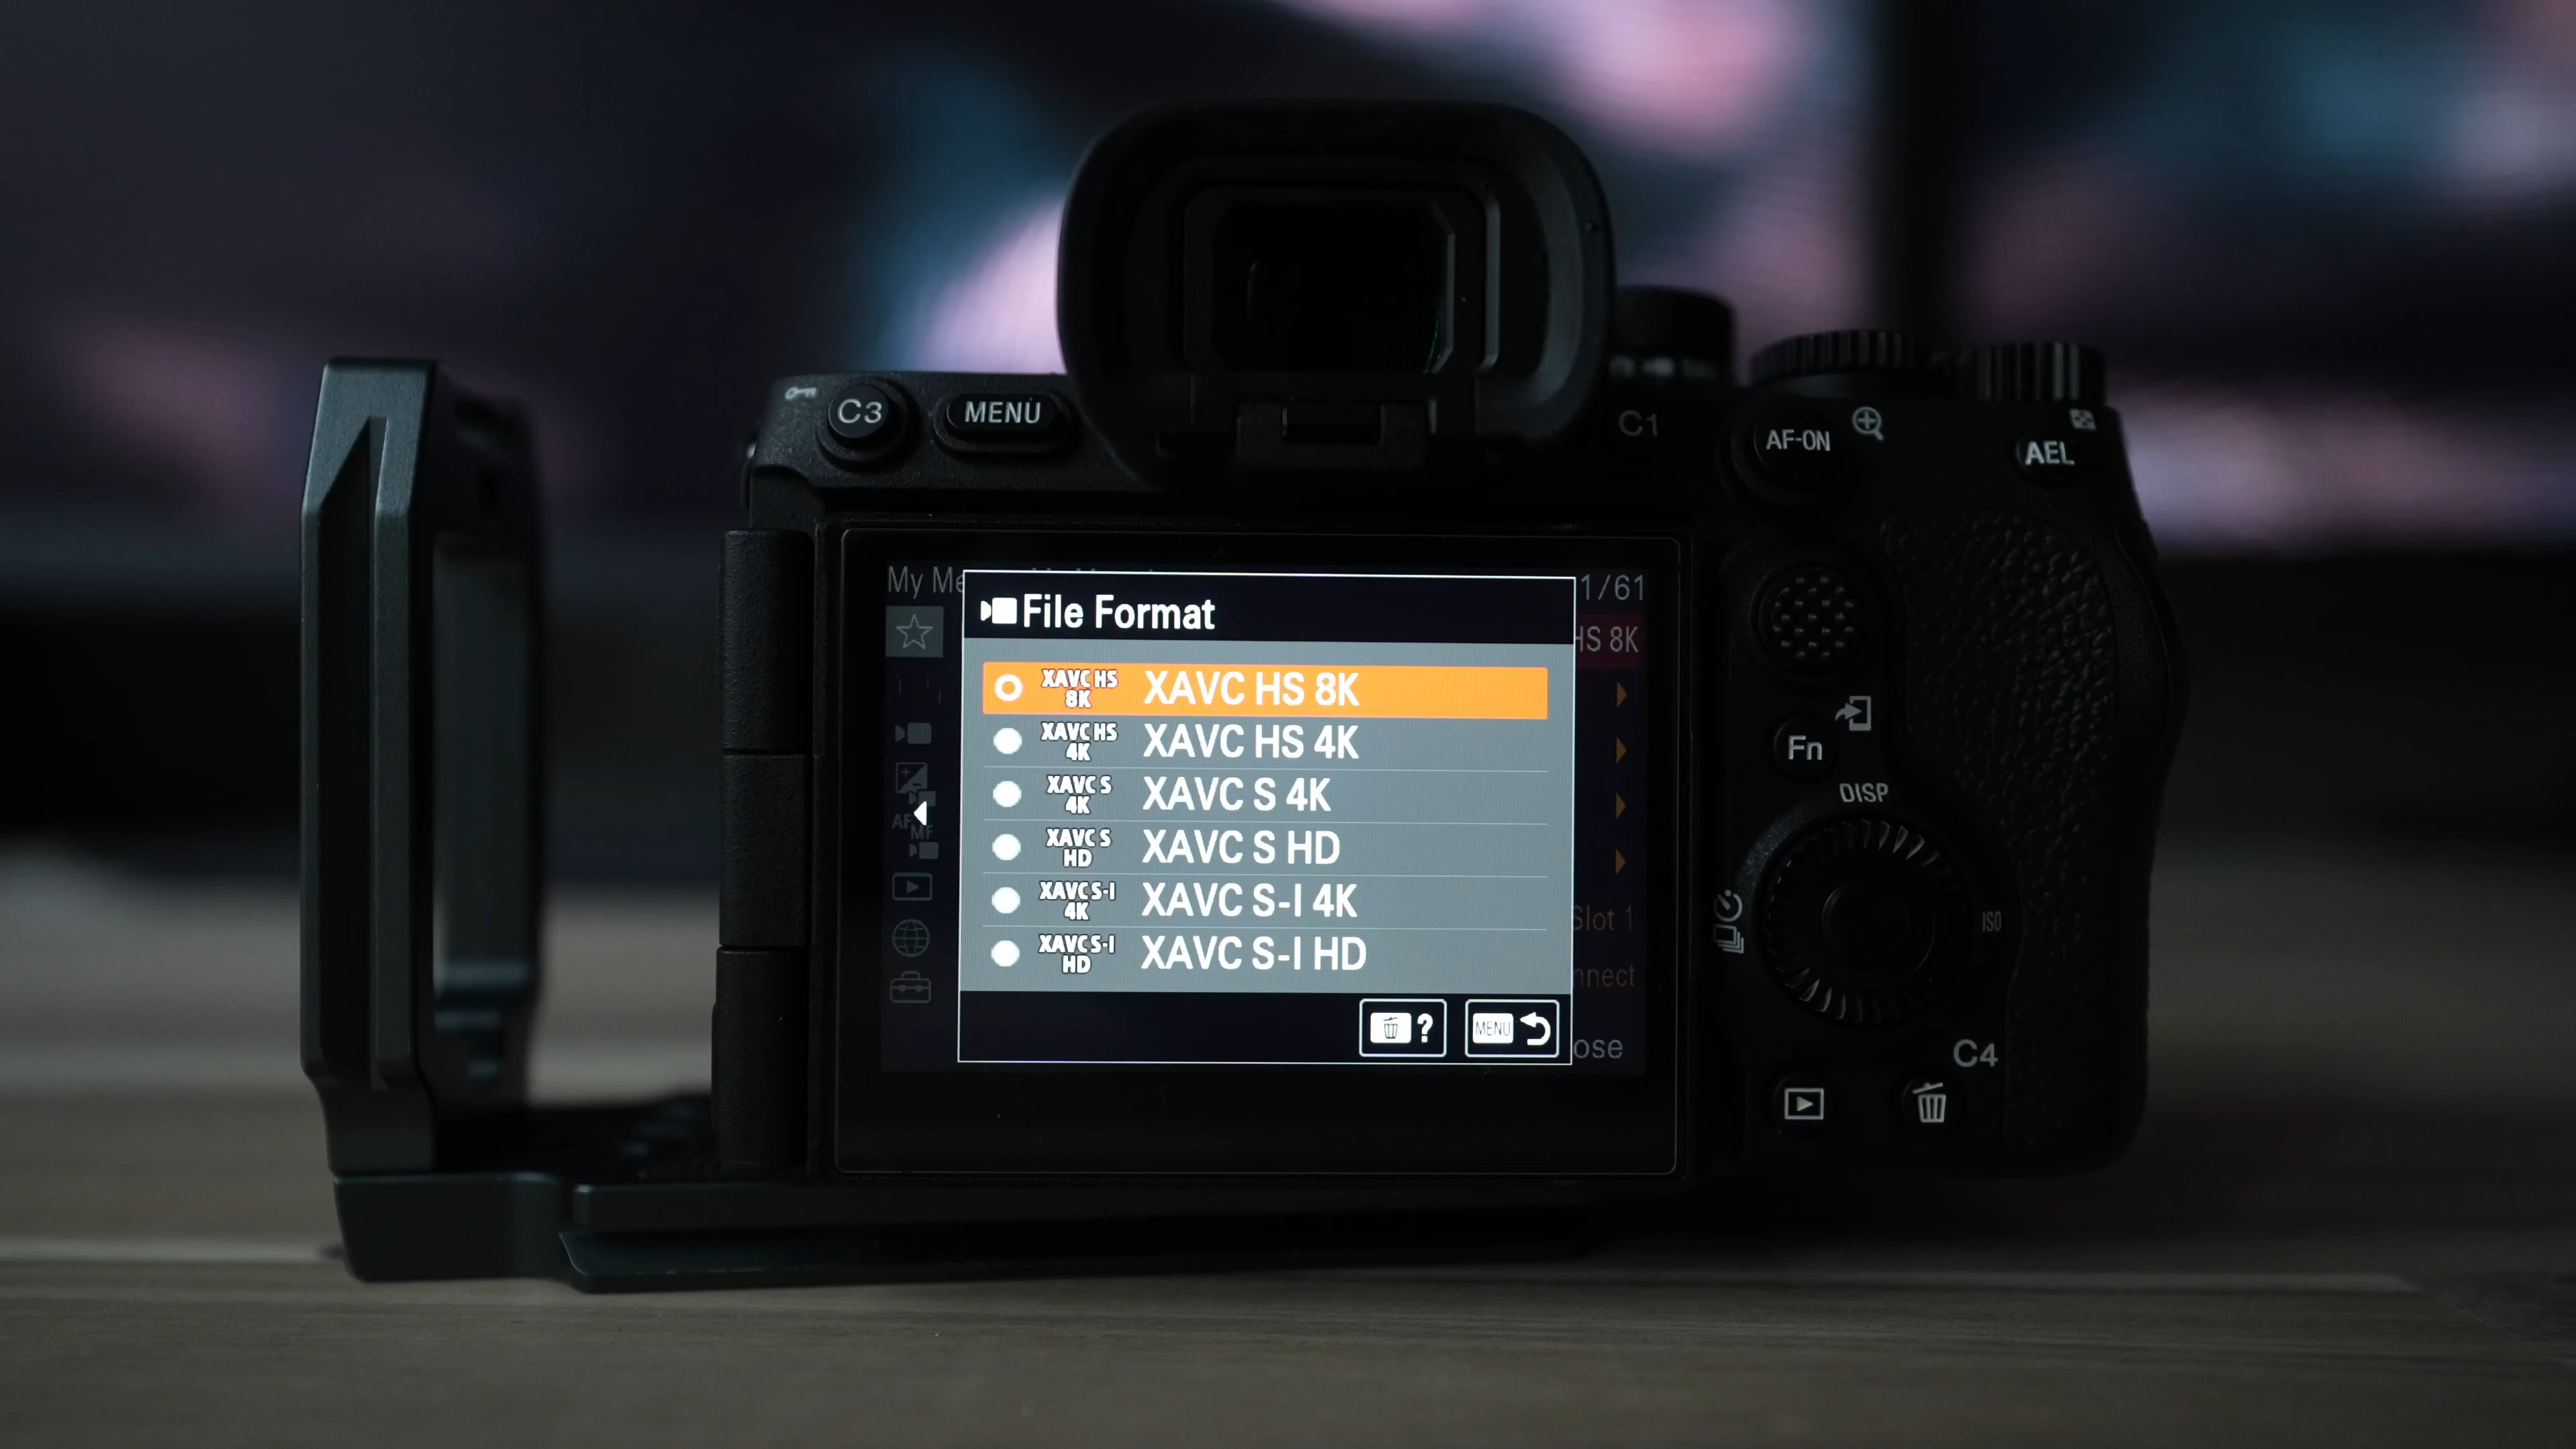 C3
MENU
C1
AF-ON
AEL
My Me
1/61
File Format
HS 8K
XAVC HS 8K XAVC HS 8K
XAVC HS 4K XAVC HS 4K
XAVC S 4K XAVC S 4K
XAVC S HD XAVC S HD
XAVC S-I 4K XAVC S-I 4K
XAVC S-I HD XAVC S-I HD
AF MF
Slot 1
nnect
? MENU
ose
Fn
DISP
ISO
C4